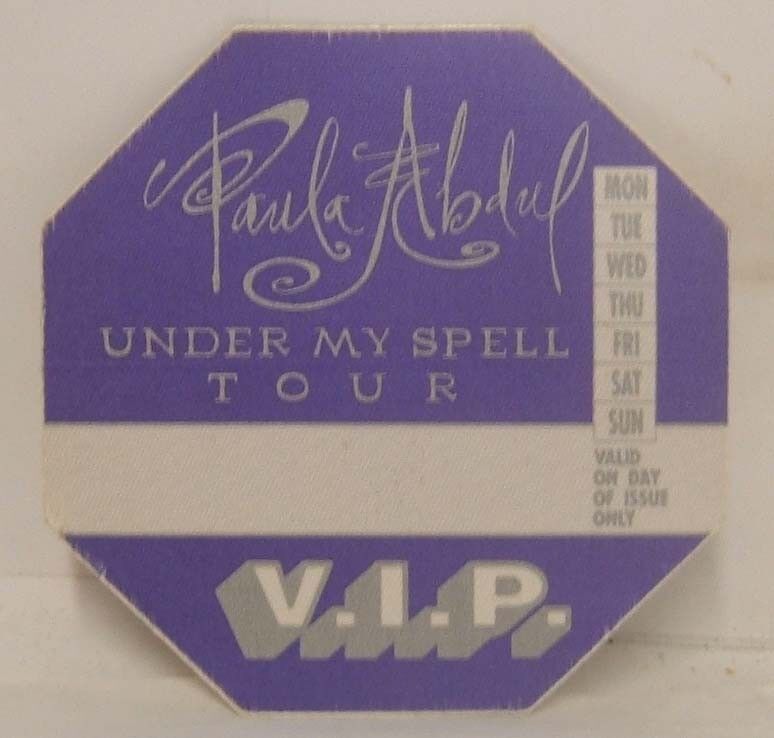 Paula Abdul
UNDER MY SPELL
TOUR
MON
TUE
WED
THU
FRI
SAT
SUN
VALID
ON DAY
OF ISSUE
ONLY
V.I.P.